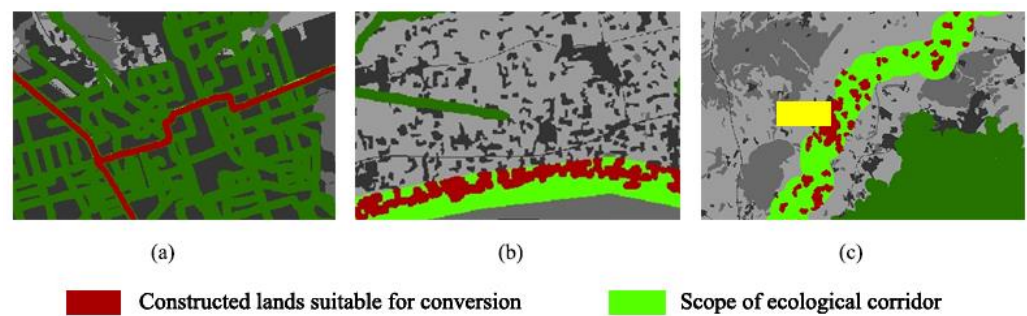 (a)
(b)
(c)
Constructed lands suitable for conversion
Scope of ecological corridor